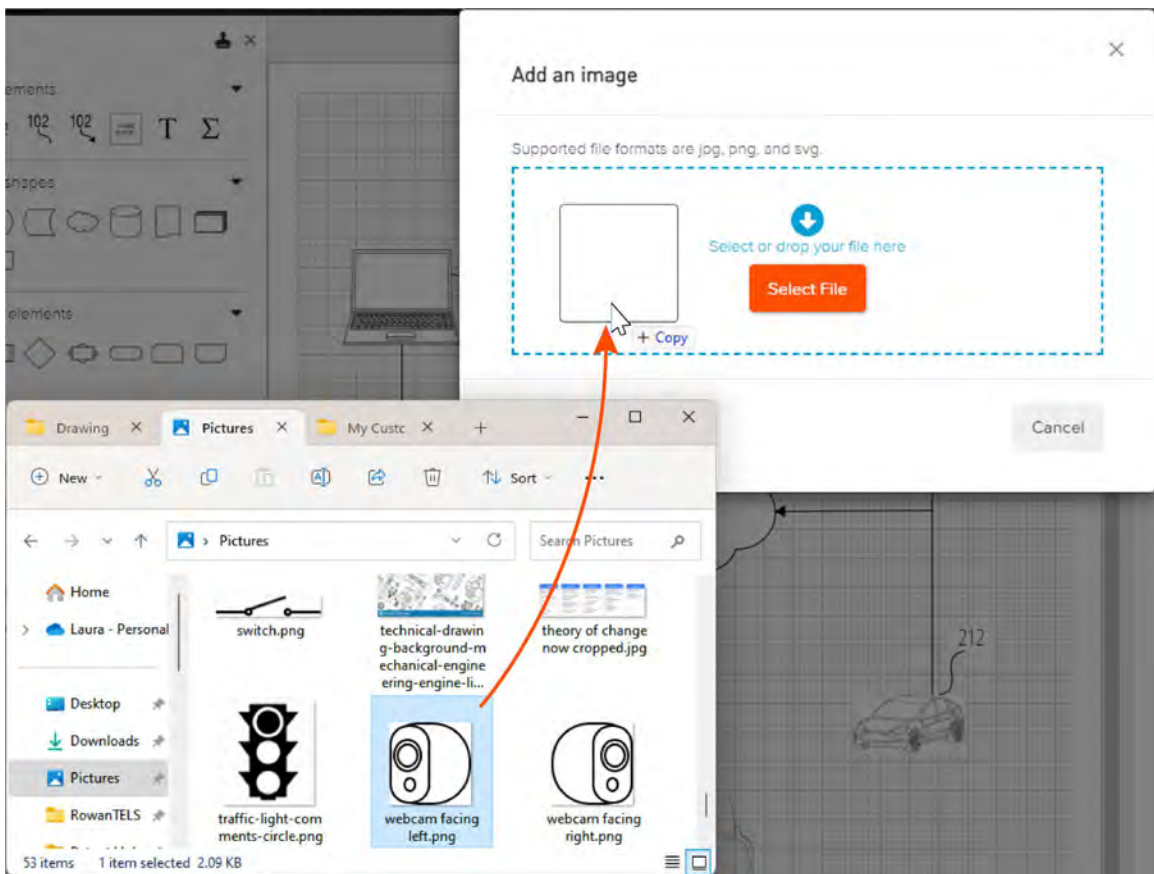 ements
102
102
T
Σ
shapes
elements
Add an image
Supported file formats are jpg, png, and svg.
Select or drop your file here
Select File
+ Copy
Cancel
212
Drawing
Pictures
My Custc
New
Sort
Pictures
Search Pictures
Home
Laura - Personal
Desktop
Downloads
Pictures
RowanTELS
switch.png
technical-drawin
g-background-m
echanical-engine
ering-engine-li...
theory of change
now cropped.jpg
traffic-light-com
ments-circle.png
webcam facing
left.png
webcam facing
right.png
53 items
1 item selected 2.09 KB